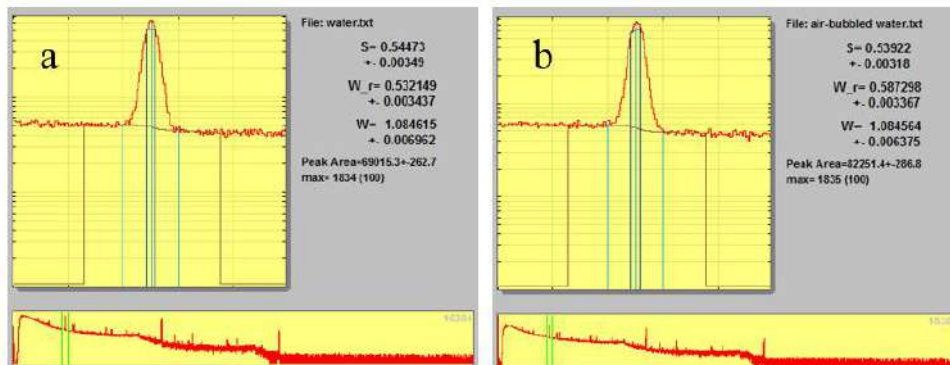 a
File: water.txt
S= 0.54473
+- 0.00349
W_r= 0.532149
+- 0.003437
W= 1.084615
+- 0.006962
Peak Area=69015.3+-262.7
max= 1834 (100)
b
File: air-bubbled water.txt
S= 0.53922
+- 0.00318
W_r= 0.587298
+- 0.003367
W= 1.084564
+- 0.006375
Peak Area=82251.4+-286.8
max= 1835 (100)